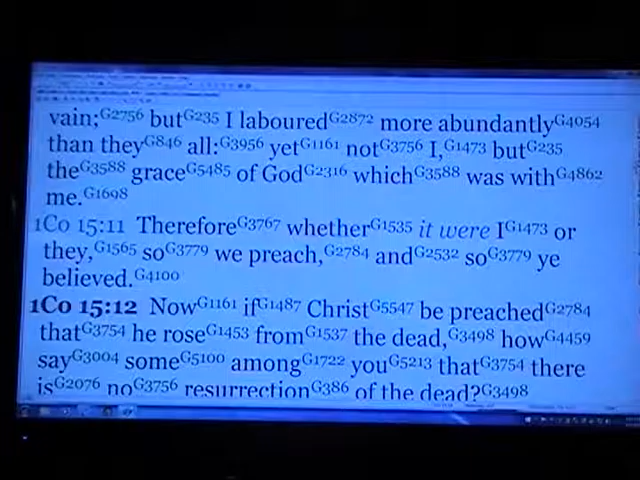 vain;G2756 butG235 I labouredG2872 more abundantlyG4054
than theyG846 all:G3956 yetG1161 notG3756 I,G1473 butG235
theG3588 graceG5485 of GodG2316 whichG3588 was withG4862
me.G1698
1Co 15:11 ThereforeG3767 whetherG1535 it were IG1473 or
they,G1565 soG3779 we preach,G2784 andG2532 soG3779 ye
believed.G4100
1Co 15:12 NowG1161 ifG1487 ChristG5547 be preachedG2784
thatG3754 he roseG1453 fromG1537 the dead,G3498 howG4459
sayG3004 someG5100 amongG1722 youG5213 thatG3754 there
isG2076 noG3756 resurrectionG386 of the dead?G3498